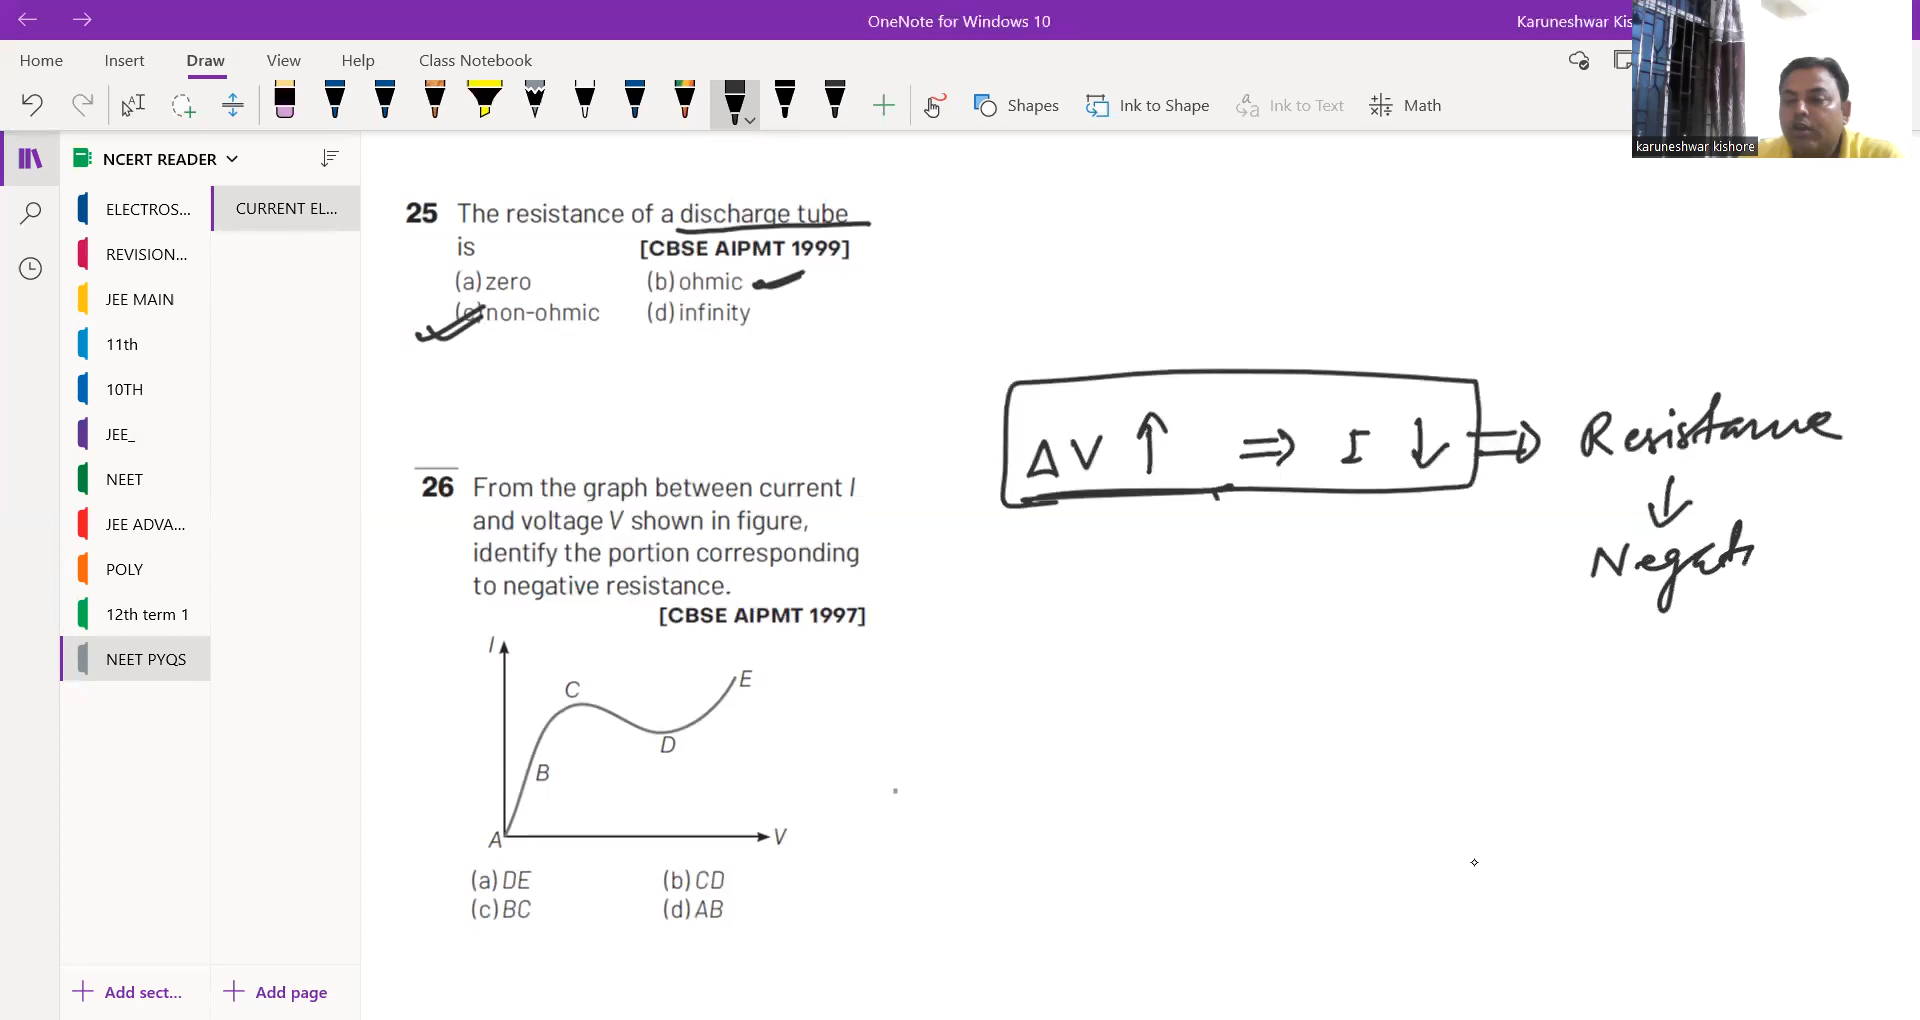 OneNote for Windows 10
Karuneshwar Kis
Home Insert Draw View Help Class Notebook
Shapes Ink to Shape Ink to Text Math
karuneshwar kishore
NCERT READER
ELECTROS...
REVISION...
JEE MAIN
11th
10TH
JEE_
NEET
JEE ADVA...
POLY
12th term 1
NEET PYQS
Add sect...
CURRENT EL...
Add page
25 The resistance of a discharge tube
is [CBSE AIPMT 1999]
(a) zero (b) ohmic
(c) non-ohmic (d) infinity
26 From the graph between current I
and voltage V shown in figure,
identify the portion corresponding
to negative resistance.
[CBSE AIPMT 1997]
I
C
E
D
B
A
V
(a) DE (b) CD
(c) BC (d) AB
ΔV ↑ ⇒ I ↓ ⇒ Resistance
↓
Negati